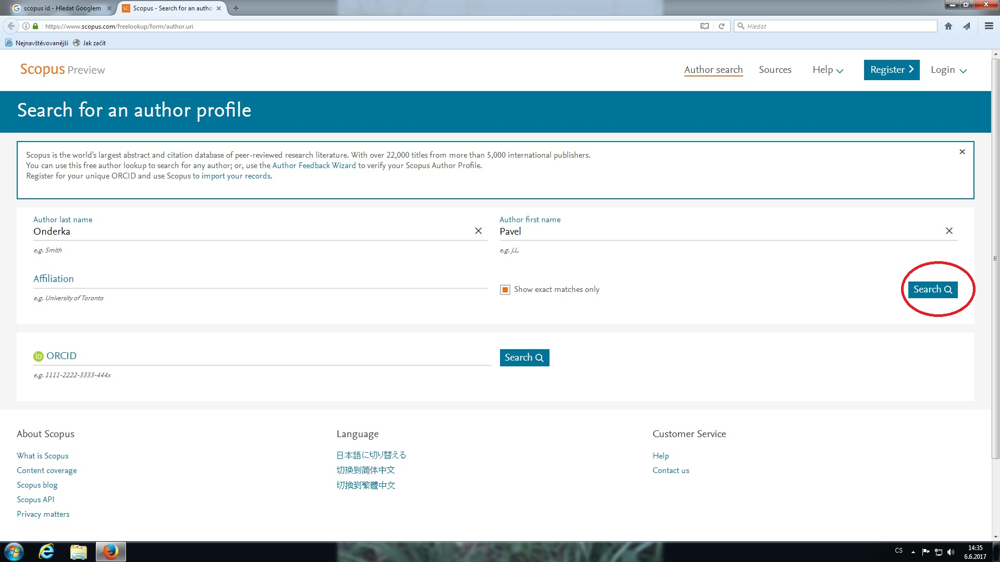 scopus id - Hledat Googlem
Scopus - Search for an autho
https://www.scopus.com/freelookup/form/author.uri
Hledat
Nejnavštěvovanější
Jak začít
Scopus Preview
Author search
Sources
Help
Register
Login
Search for an author profile
Scopus is the world's largest abstract and citation database of peer-reviewed research literature. With over 22,000 titles from more than 5,000 international publishers.
You can use this free author lookup to search for any author; or, use the Author Feedback Wizard to verify your Scopus Author Profile.
Register for your unique ORCID and use Scopus to import your records.
Author last name
Onderka
e.g. Smith
Author first name
Pavel
e.g. J.L.
Affiliation
e.g. University of Toronto
Show exact matches only
Search
iD ORCID
e.g. 1111-2222-3333-444x
Search
About Scopus
What is Scopus
Content coverage
Scopus blog
Scopus API
Privacy matters
Language
日本語に切り替える
切换到简体中文
切換到繁體中文
Customer Service
Help
Contact us
CS
14:35
6.6.2017